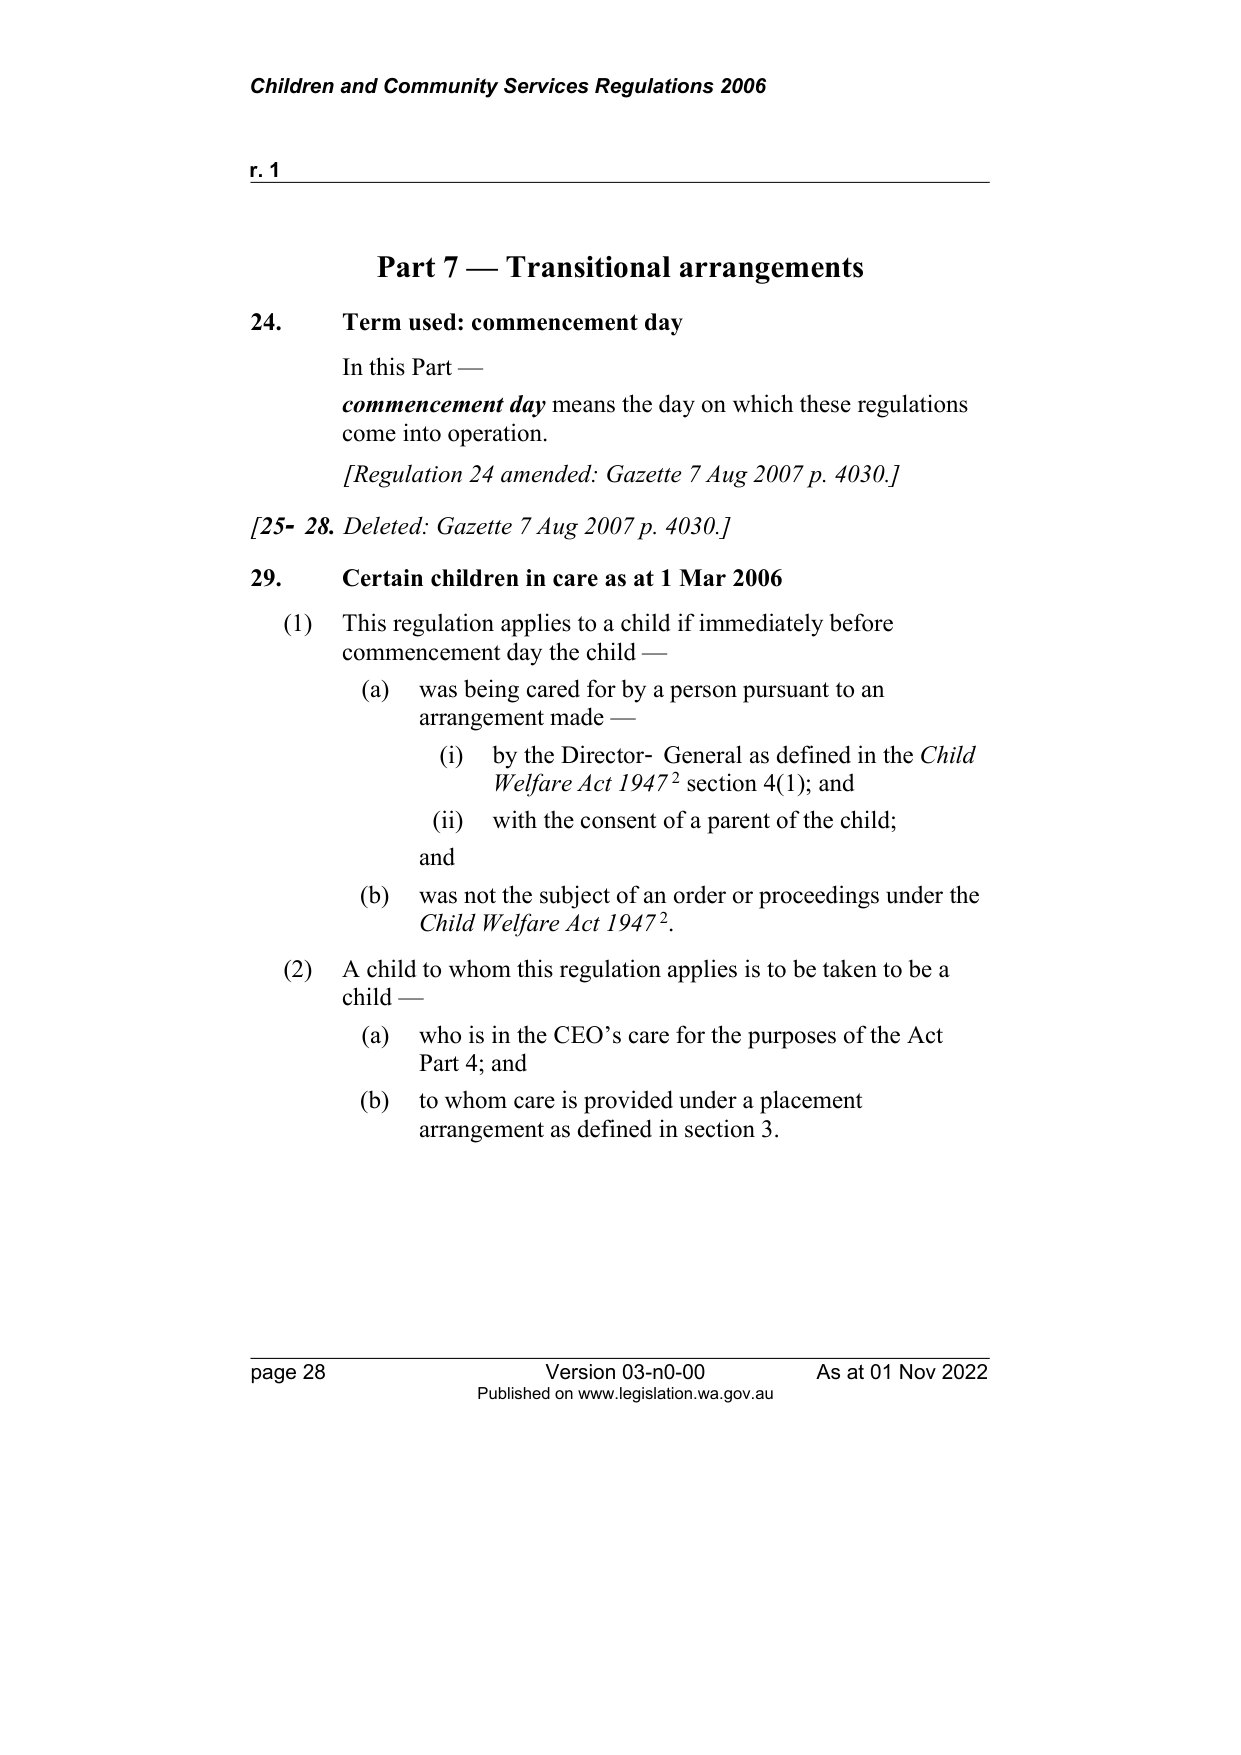 Children and Community Services Regulations 2006
r. 1
Part 7 — Transitional arrangements
24. Term used: commencement day
In this Part —
commencement day means the day on which these regulations
come into operation.
[Regulation 24 amended: Gazette 7 Aug 2007 p. 4030.]
[25- 28. Deleted: Gazette 7 Aug 2007 p. 4030.]
29. Certain children in care as at 1 Mar 2006
(1) This regulation applies to a child if immediately before
commencement day the child —
(a) was being cared for by a person pursuant to an
arrangement made —
(i) by the Director- General as defined in the Child
Welfare Act 1947 2 section 4(1); and
(ii) with the consent of a parent of the child;
and
(b) was not the subject of an order or proceedings under the
Child Welfare Act 1947 2.
(2) A child to whom this regulation applies is to be taken to be a
child —
(a) who is in the CEO’s care for the purposes of the Act
Part 4; and
(b) to whom care is provided under a placement
arrangement as defined in section 3.
page 28 Version 03-n0-00 As at 01 Nov 2022
Published on www.legislation.wa.gov.au